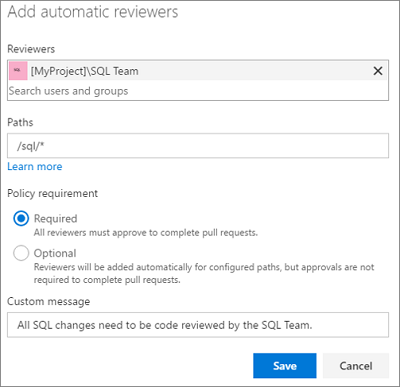 Add automatic reviewers
Reviewers
[MyProject]\SQL Team
Search users and groups
Paths
/sql/*
Learn more
Policy requirement
Required
All reviewers must approve to complete pull requests.
Optional
Reviewers will be added automatically for configured paths, but approvals are not
required to complete pull requests.
Custom message
All SQL changes need to be code reviewed by the SQL Team.
Save
Cancel